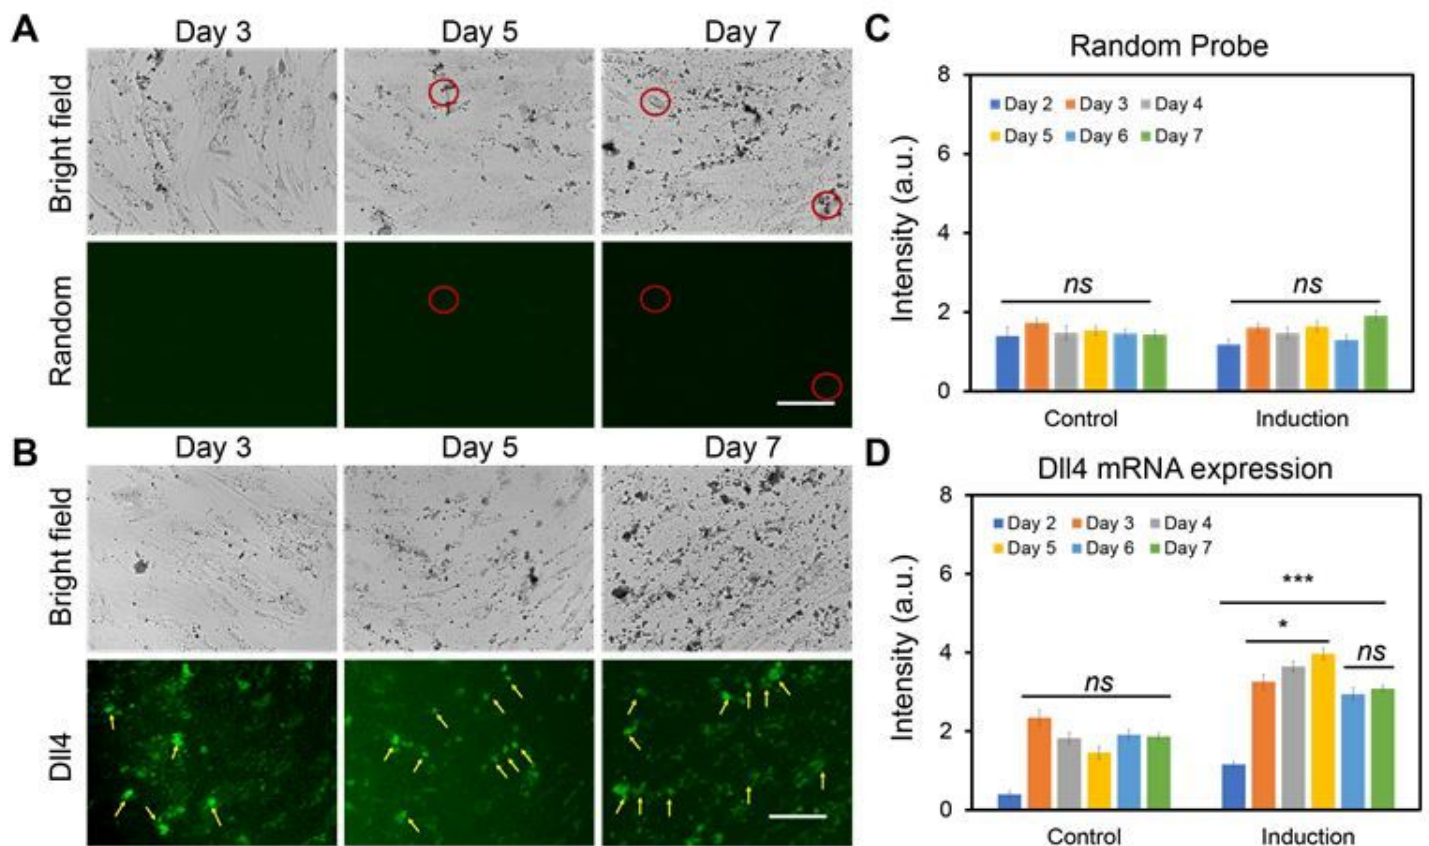 A
Day 3 Day 5 Day 7
Bright field
Random
B
Day 3 Day 5 Day 7
Bright field
Dll4
C
Random Probe
Intensity (a.u.)
8
6
4
2
0
Day 2 Day 3 Day 4
Day 5 Day 6 Day 7
ns ns
Control Induction
D
Dll4 mRNA expression
Intensity (a.u.)
8
6
4
2
0
Day 2 Day 3 Day 4
Day 5 Day 6 Day 7
***
*
ns
ns
Control Induction